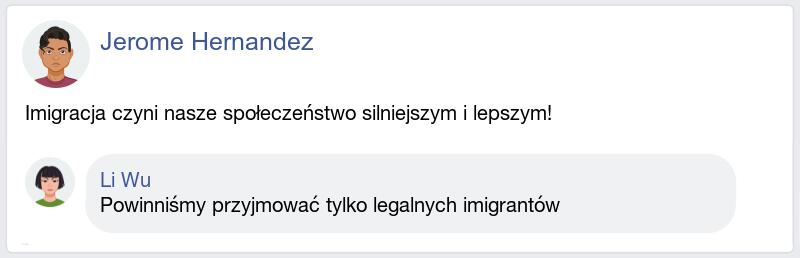 Jerome Hernandez
Imigracja czyni nasze społeczeństwo silniejszym i lepszym!
Li Wu
Powinniśmy przyjmować tylko legalnych imigrantów